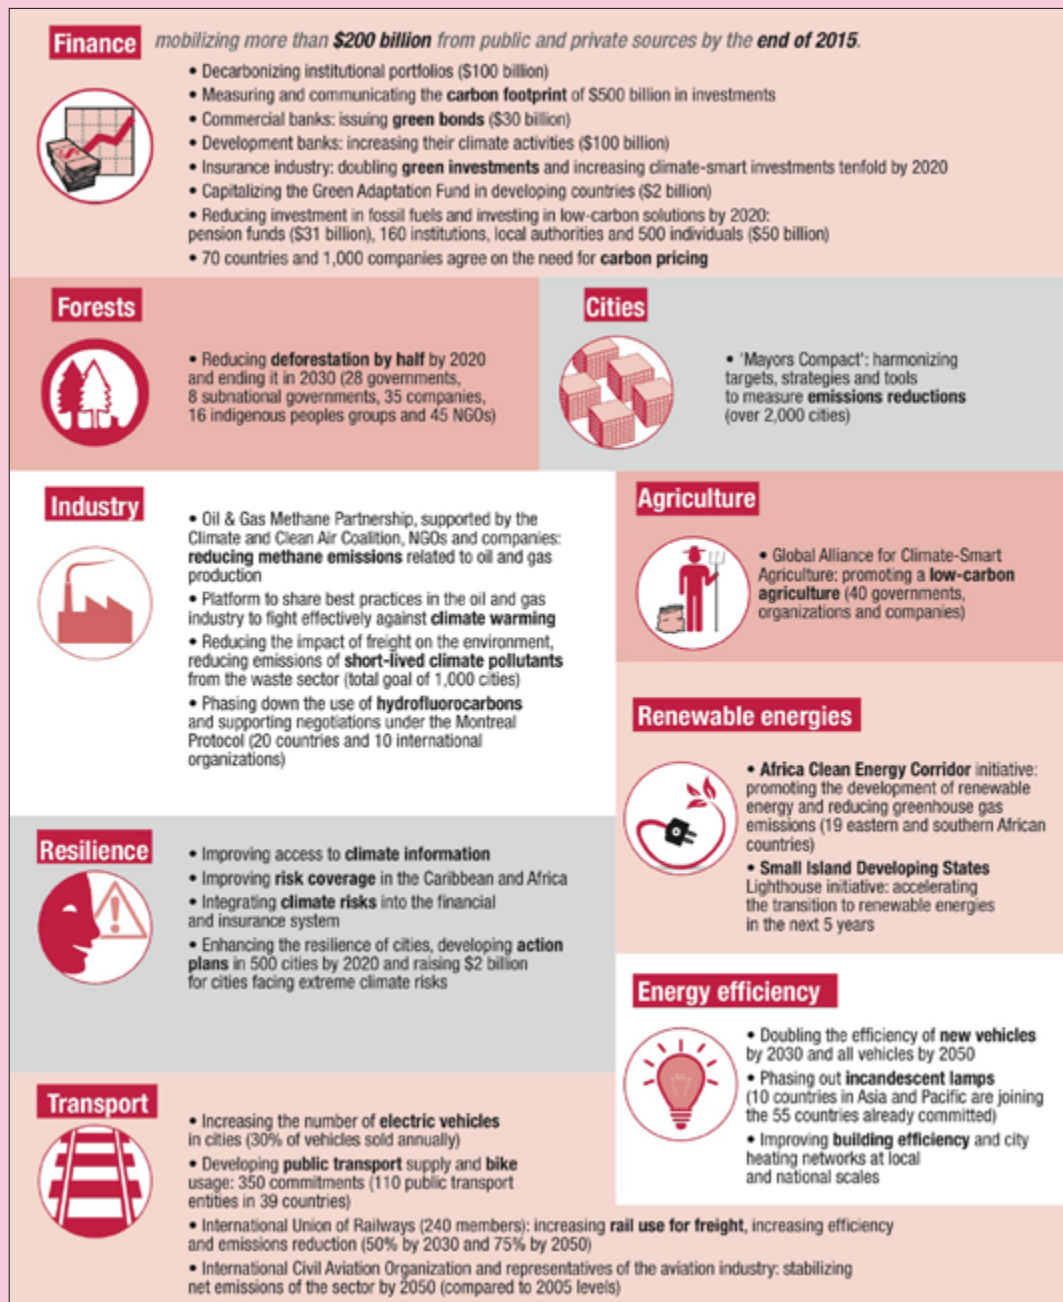 Finance mobilizing more than $200 billion from public and private sources by the end of 2015.
• Decarbonizing institutional portfolios ($100 billion)
• Measuring and communicating the carbon footprint of $500 billion in investments
• Commercial banks: issuing green bonds ($30 billion)
• Development banks: increasing their climate activities ($100 billion)
• Insurance industry: doubling green investments and increasing climate-smart investments tenfold by 2020
• Capitalizing the Green Adaptation Fund in developing countries ($2 billion)
• Reducing investment in fossil fuels and investing in low-carbon solutions by 2020:
pension funds ($31 billion), 160 institutions, local authorities and 500 individuals ($50 billion)
• 70 countries and 1,000 companies agree on the need for carbon pricing
Forests
• Reducing deforestation by half by 2020
and ending it in 2030 (28 governments,
8 subnational governments, 35 companies,
16 indigenous peoples groups and 45 NGOs)
Cities
• 'Mayors Compact': harmonizing
targets, strategies and tools
to measure emissions reductions
(over 2,000 cities)
Industry
• Oil & Gas Methane Partnership, supported by the
Climate and Clean Air Coalition, NGOs and companies:
reducing methane emissions related to oil and gas
production
• Platform to share best practices in the oil and gas
industry to fight effectively against climate warming
• Reducing the impact of freight on the environment,
reducing emissions of short-lived climate pollutants
from the waste sector (total goal of 1,000 cities)
• Phasing down the use of hydrofluorocarbons
and supporting negotiations under the Montreal
Protocol (20 countries and 10 international
organizations)
Agriculture
• Global Alliance for Climate-Smart
Agriculture: promoting a low-carbon
agriculture (40 governments,
organizations and companies)
Renewable energies
• Africa Clean Energy Corridor initiative:
promoting the development of renewable
energy and reducing greenhouse gas
emissions (19 eastern and southern African
countries)
• Small Island Developing States
Lighthouse initiative: accelerating
the transition to renewable energies
in the next 5 years
Resilience
• Improving access to climate information
• Improving risk coverage in the Caribbean and Africa
• Integrating climate risks into the financial
and insurance system
• Enhancing the resilience of cities, developing action
plans in 500 cities by 2020 and raising $2 billion
for cities facing extreme climate risks
Energy efficiency
• Doubling the efficiency of new vehicles
by 2030 and all vehicles by 2050
• Phasing out incandescent lamps
(10 countries in Asia and Pacific are joining
the 55 countries already committed)
• Improving building efficiency and city
heating networks at local
and national scales
Transport
• Increasing the number of electric vehicles
in cities (30% of vehicles sold annually)
• Developing public transport supply and bike
usage: 350 commitments (110 public transport
entities in 39 countries)
• International Union of Railways (240 members): increasing rail use for freight, increasing efficiency
and emissions reduction (50% by 2030 and 75% by 2050)
• International Civil Aviation Organization and representatives of the aviation industry: stabilizing
net emissions of the sector by 2050 (compared to 2005 levels)